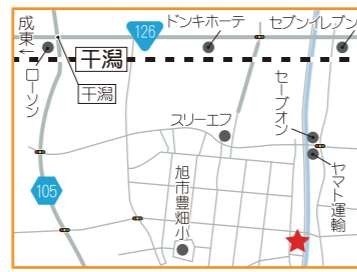 成東←
ローソン
干潟
干潟
126
ドンキホーテ
セブンイレブン
スリーエフ
セーブオン
ヤマト運輸
105
旭市豊畑小